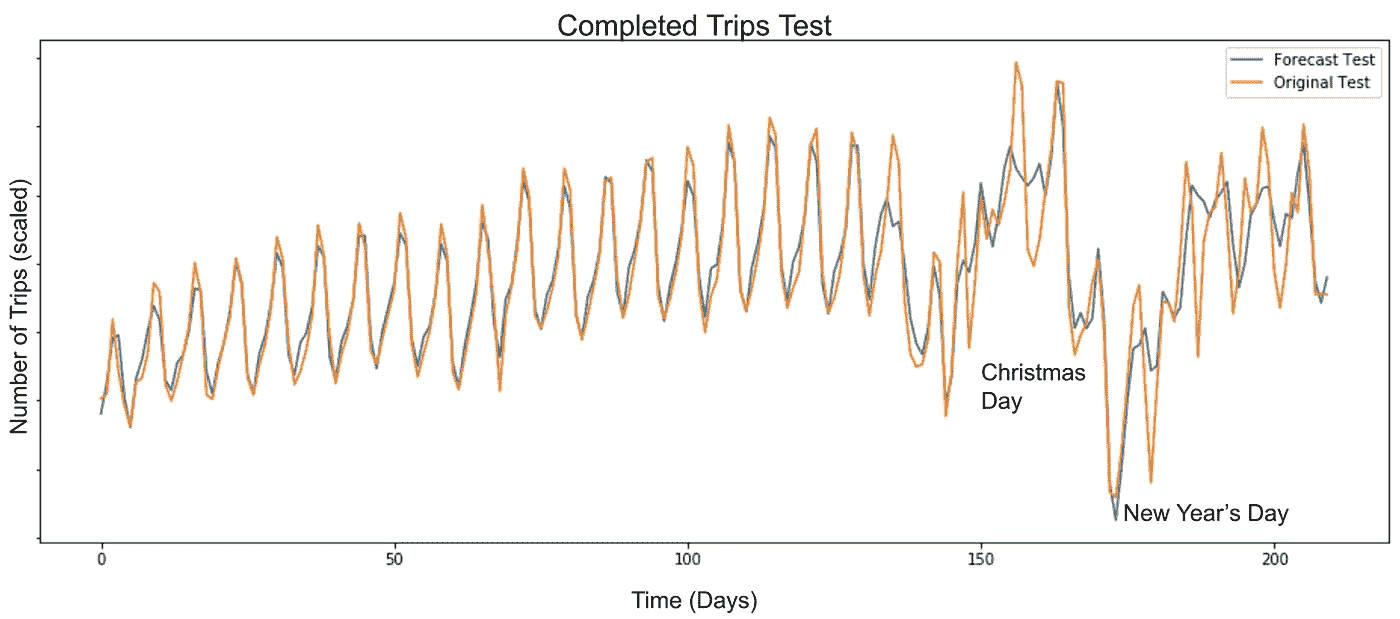 Completed Trips Test
Forecast Test
Original Test
Number of Trips (scaled)
Christmas
Day
New Year’s Day
0
50
100
150
200
Time (Days)